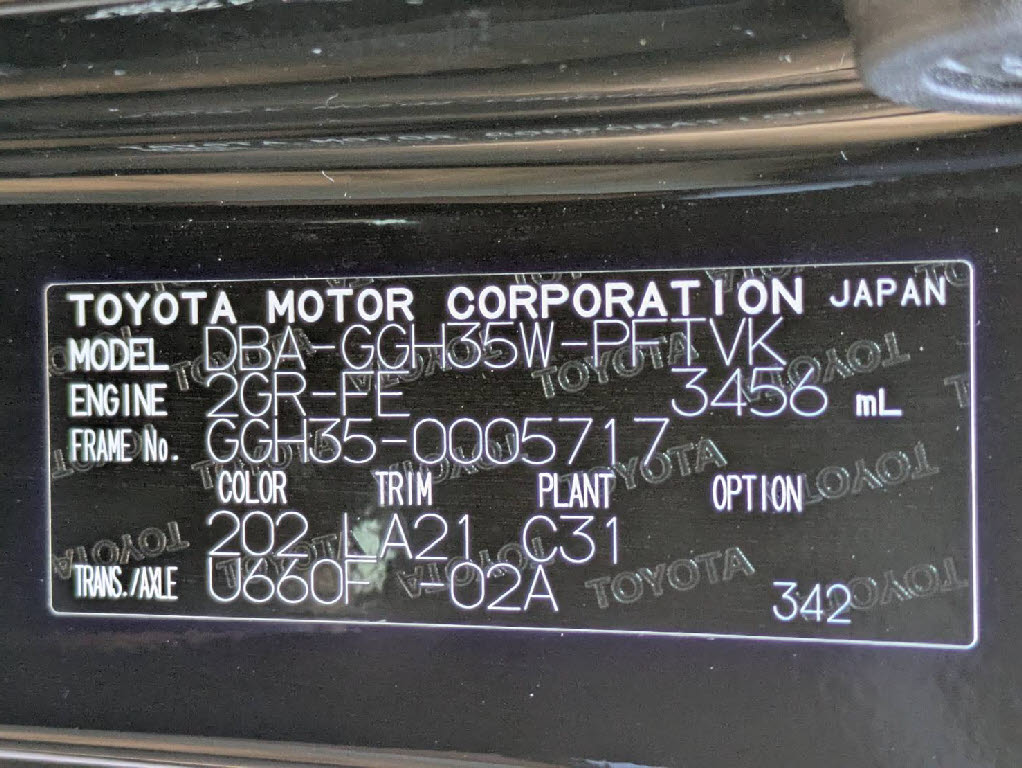 TOYOTA MOTOR CORPORATION JAPAN
MODEL DBA-GGH35W-PFTVK
ENGINE 2GR-FE 3456 mL
FRAME No. GGH35-0005717
COLOR TRIM PLANT OPTION
202 LA21 C31
TRANS./AXLE U660F -02A 342